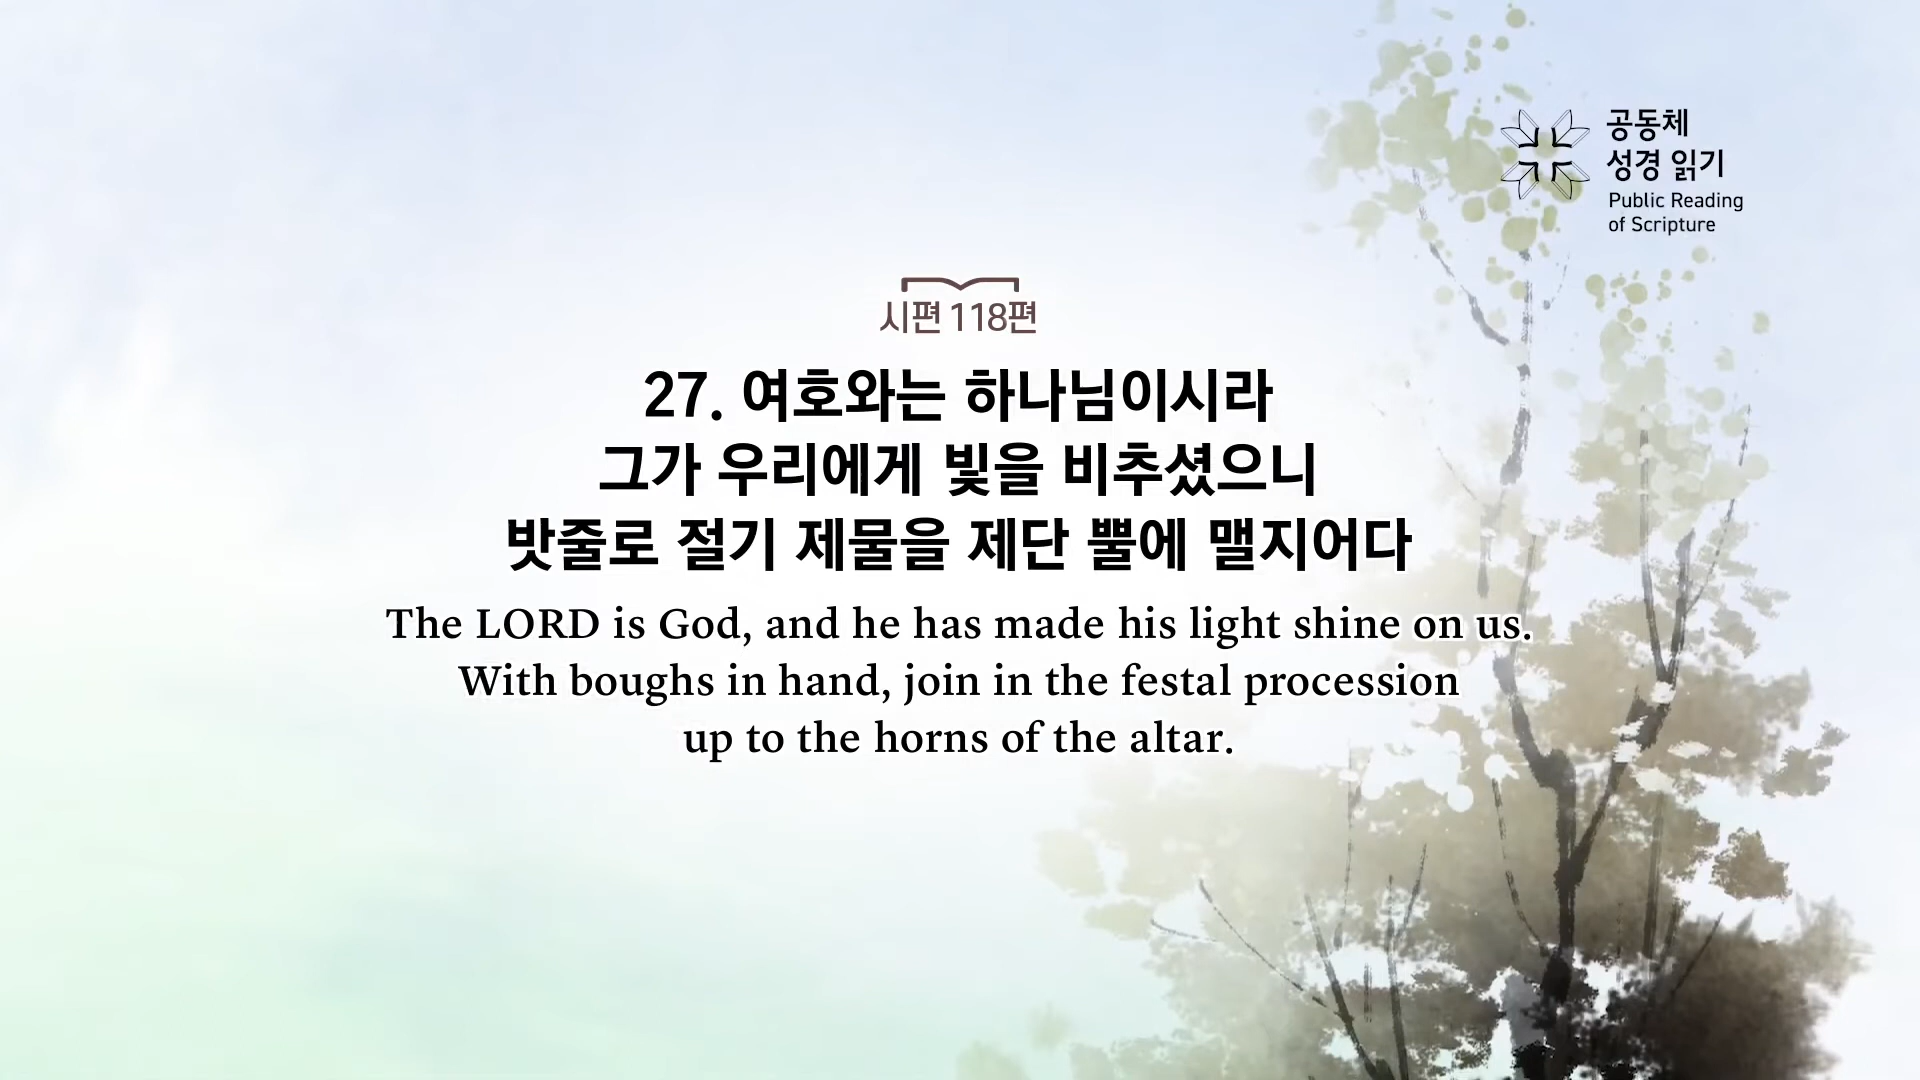 공동체
성경 읽기
Public Reading
of Scripture
시편 118편
27. 여호와는 하나님이시라
그가 우리에게 빛을 비추셨으니
밧줄로 절기 제물을 제단 뿔에 맬지어다
The LORD is God, and he has made his light shine on us.
With boughs in hand, join in the festal procession
up to the horns of the altar.